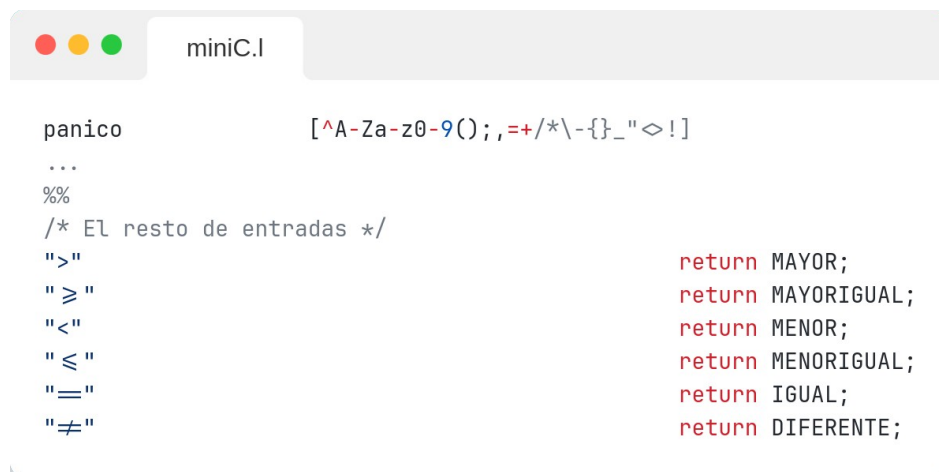 miniC.l
panico [^A-Za-z0-9();,=+/*\-{}_"<>!]
...
%%
/* El resto de entradas */
">" return MAYOR;
">=" return MAYORIGUAL;
"<" return MENOR;
"<=" return MENORIGUAL;
"==" return IGUAL;
"!=" return DIFERENTE;